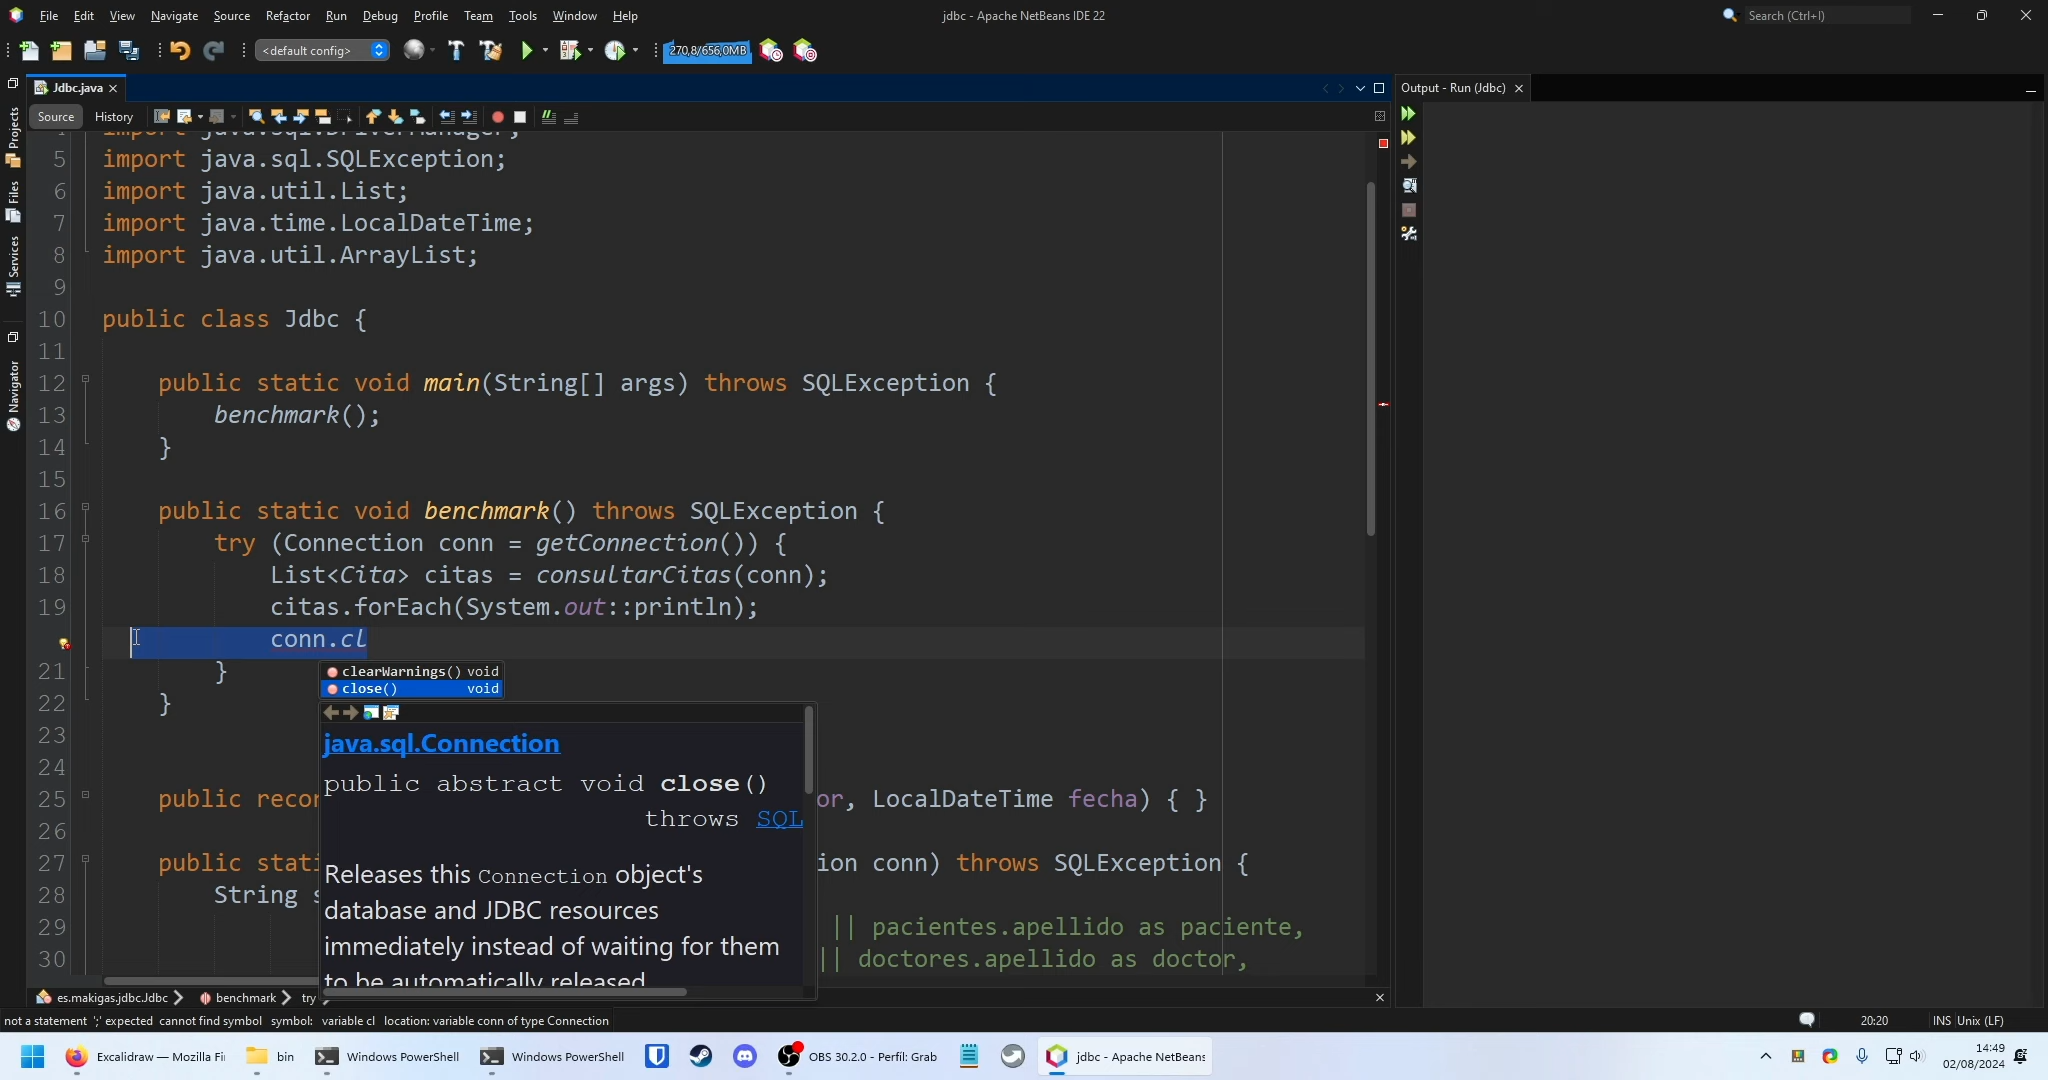 File Edit View Navigate Source Refactor Run Debug Profile Team Tools Window Help
jdbc - Apache NetBeans IDE 22
Search (Ctrl+I)
<default config>
270,8/656,0MB
Jdbc.java
Output - Run (Jdbc)
Source History
Projects
Files
Services
Navigator
5 import java.sql.SQLException;
6 import java.util.List;
7 import java.time.LocalDateTime;
8 import java.util.ArrayList;
9
10 public class Jdbc {
11
12 public static void main(String[] args) throws SQLException {
13 benchmark();
14 }
15
16 public static void benchmark() throws SQLException {
17 try (Connection conn = getConnection()) {
18 List<Cita> citas = consultarCitas(conn);
19 citas.forEach(System.out::println);
conn.cl
21 }
22 }
23
24
25 public recor or, LocalDateTime fecha) { }
26
27 public stati ion conn) throws SQLException {
28 String s
29 || pacientes.apellido as paciente,
30 || doctores.apellido as doctor,
clearWarnings() void
close() void
java.sql.Connection
public abstract void close()
throws SQL
Releases this Connection object's
database and JDBC resources
immediately instead of waiting for them
to be automatically released
es.makigas.jdbc.Jdbc benchmark try
not a statement ';' expected cannot find symbol symbol: variable cl location: variable conn of type Connection
20:20 INS Unix (LF)
Excalidraw — Mozilla Fi bin Windows PowerShell Windows PowerShell OBS 30.2.0 - Perfil: Grab jdbc - Apache NetBeans
14:49
02/08/2024